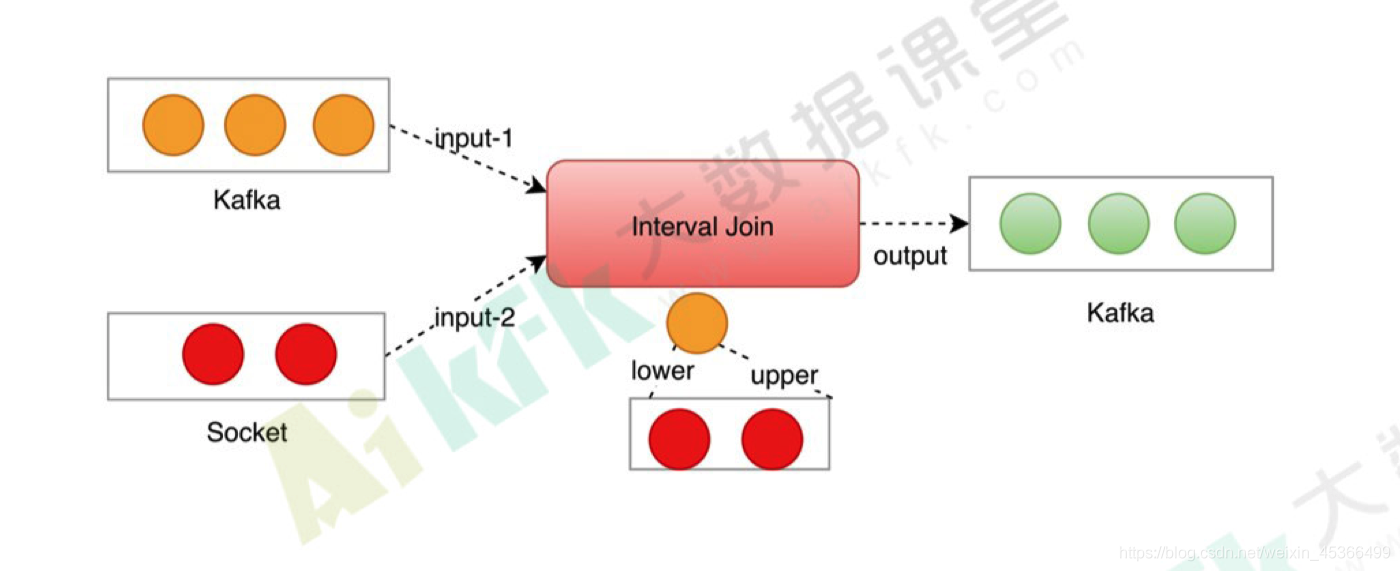 input-1
Kafka
Interval Join
output
Kafka
input-2
Socket
lower
upper
Aikfk
大数据课堂
www.aikfk.com
https://blog.csdn.net/weixin_45366499